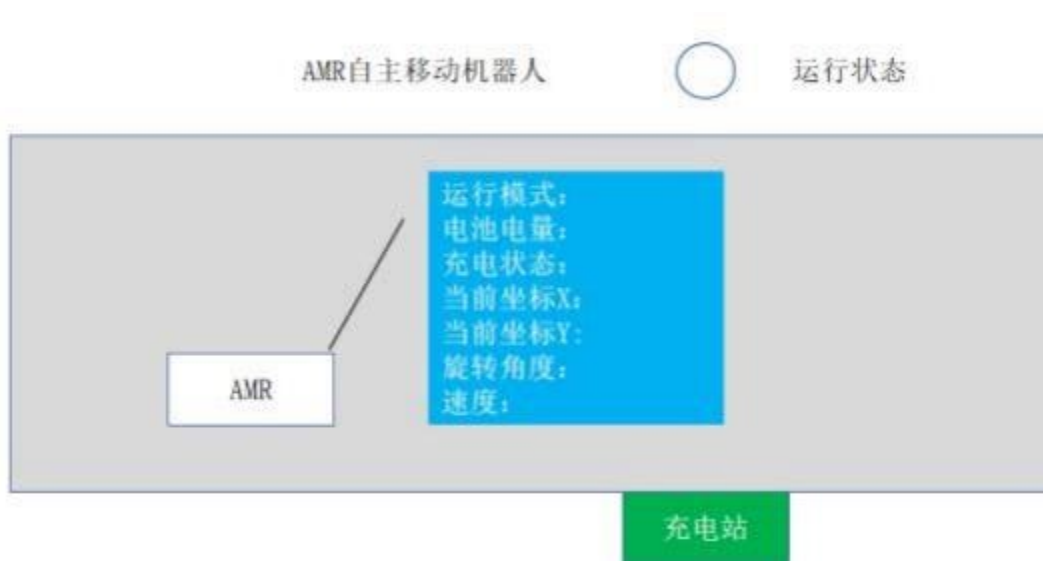 AMR自主移动机器人
运行状态
运行模式：
电池电量：
充电状态：
当前坐标X：
当前坐标Y:
旋转角度：
速度：
AMR
充电站